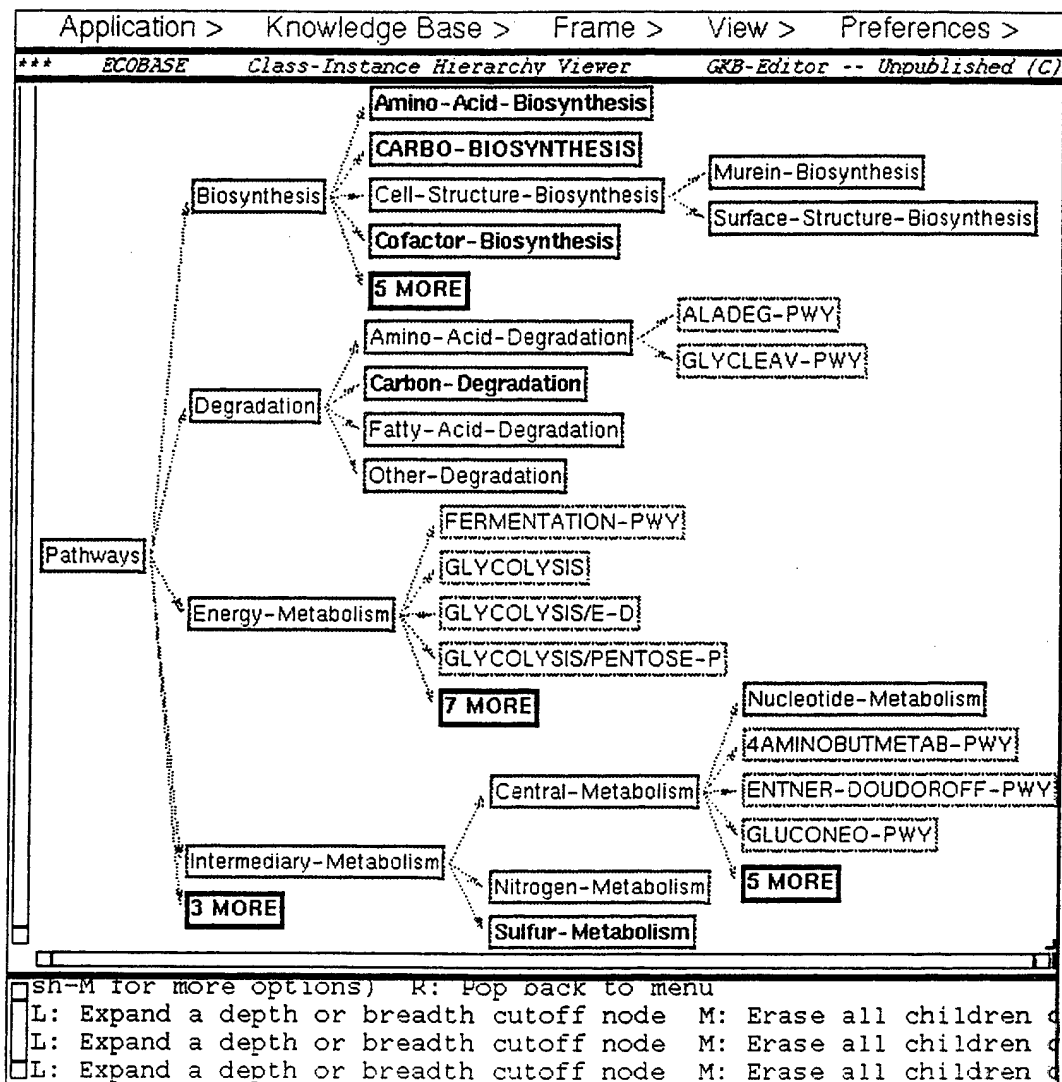 Application > Knowledge Base > Frame > View > Preferences >
*** ECOBASE Class-Instance Hierarchy Viewer GKB-Editor -- Unpublished (C)
Amino-Acid-Biosynthesis
CARBO-BIOSYNTHESIS
Murein-Biosynthesis
Biosynthesis
Cell-Structure-Biosynthesis
Surface-Structure-Biosynthesis
Cofactor-Biosynthesis
5 MORE
ALADEG-PWY
Amino-Acid-Degradation
GLYCLEAV-PWY
Carbon-Degradation
Degradation
Fatty-Acid-Degradation
Other-Degradation
FERMENTATION-PWY
Pathways
GLYCOLYSIS
Energy-Metabolism
GLYCOLYSIS/E-D
GLYCOLYSIS/PENTOSE-P
7 MORE
Nucleotide-Metabolism
4AMINOBUTMETAB-PWY
Central-Metabolism
ENTNER-DOUDOROFF-PWY
GLUCONEO-PWY
Intermediary-Metabolism
Nitrogen-Metabolism
5 MORE
3 MORE
Sulfur-Metabolism
sh-M for more options) R: Pop back to menu
L: Expand a depth or breadth cutoff node M: Erase all children
L: Expand a depth or breadth cutoff node M: Erase all children
L: Expand a depth or breadth cutoff node M: Erase all children